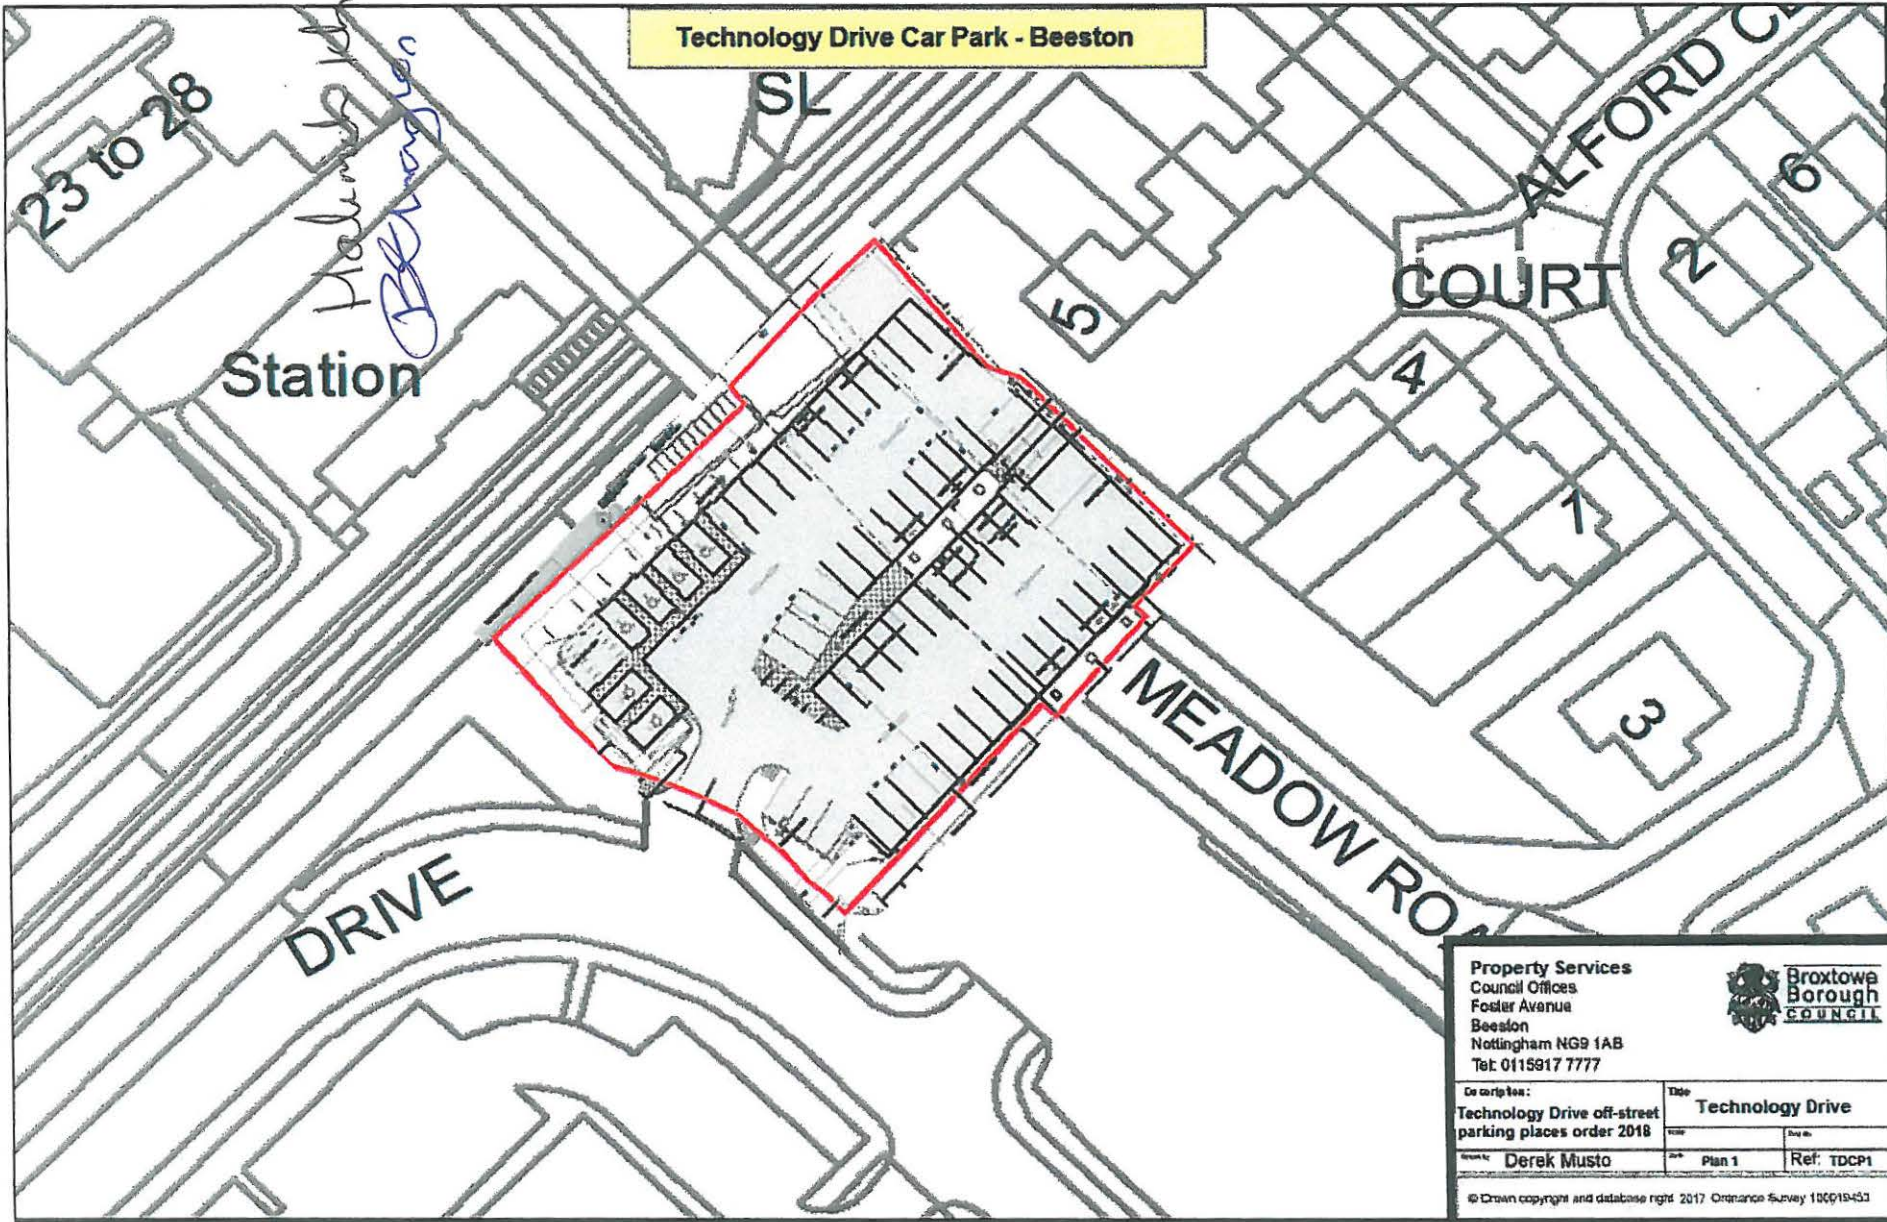 Technology Drive Car Park - Beeston
23 to 28
SL
ALFORD CL
6
2
COURT
5
Station
4
1
3
MEADOW ROA
DRIVE
Property Services
Council Offices
Foster Avenue
Beeston
Nottingham NG9 1AB
Tel: 0115917 7777
Broxtowe
Borough
COUNCIL
Description:
Technology Drive off-street
parking places order 2018
Title
Technology Drive
Derek Musto
Plan 1
Ref: TDCP1
© Crown copyright and database right 2017 Ordnance Survey 100019453